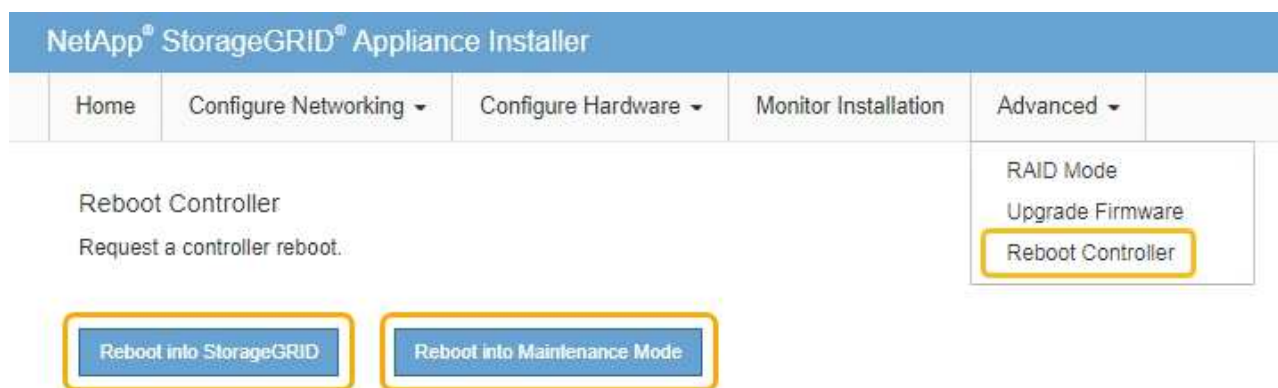 NetApp® StorageGRID® Appliance Installer
Home Configure Networking Configure Hardware Monitor Installation Advanced
RAID Mode
Upgrade Firmware
Reboot Controller
Reboot Controller
Request a controller reboot.
Reboot into StorageGRID Reboot into Maintenance Mode